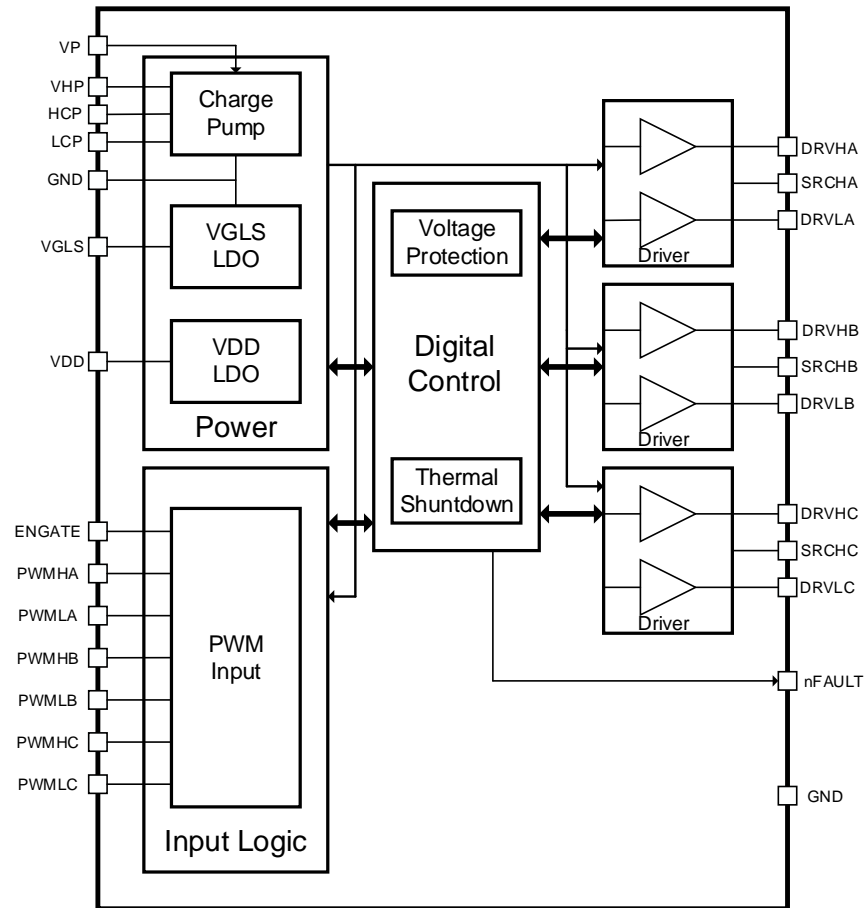 VP
VHP
HCP
LCP
GND
VGLS
VDD
Charge
Pump
VGLS
LDO
VDD
LDO
Power
ENGATE
PWMHA
PWMLA
PWMHB
PWMLB
PWMHC
PWMLC
PWM
Input
Input Logic
Voltage
Protection
Digital
Control
Thermal
Shuntdown
Driver
DRVHA
SRCHA
DRVLA
Driver
DRVHB
SRCHB
DRVLB
Driver
DRVHC
SRCHC
DRVLC
nFAULT
GND